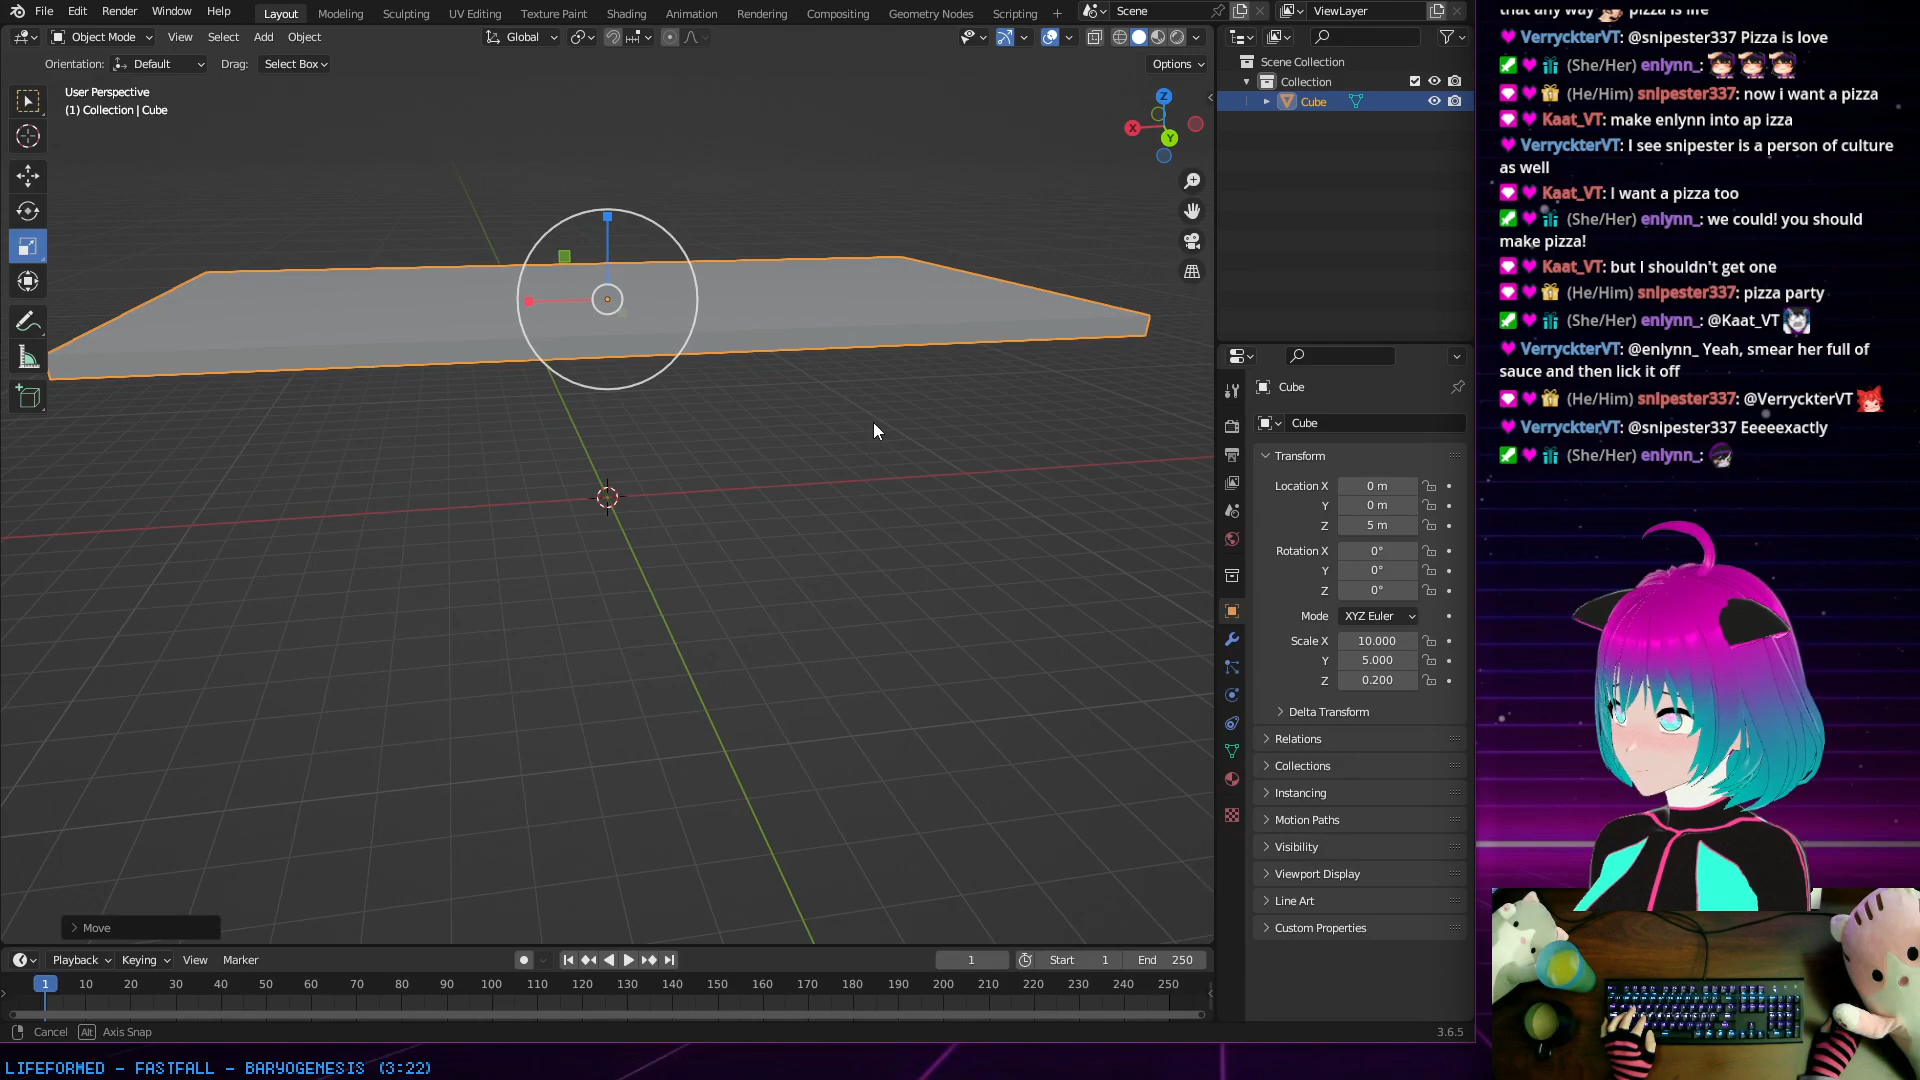 File Edit Render Window Help Layout Modeling Sculpting UV Editing Texture Paint Shading Animation Rendering Compositing Geometry Nodes Scripting + Scene ViewLayer
Object Mode View Select Add Object Global
Orientation: Default Drag: Select Box Options
User Perspective
(1) Collection | Cube
Z
X
Y
Scene Collection
Collection
Cube
Cube
Cube
Transform
Location X 0 m
Y 0 m
Z 5 m
Rotation X 0°
Y 0°
Z 0°
Mode XYZ Euler
Scale X 10.000
Y 5.000
Z 0.200
Delta Transform
Relations
Collections
Instancing
Motion Paths
Visibility
Viewport Display
Line Art
Custom Properties
Move
Playback Keying View Marker 1 Start 1 End 250
1 10 20 30 40 50 60 70 80 90 100 110 120 130 140 150 160 170 180 190 200 210 220 230 240 250
Cancel Alt Axis Snap 3.6.5
LIFEFORMED - FASTFALL - BARYOGENESIS (3:22)
that any way pizza is life
VerryckterVT: @snipester337 Pizza is love
(She/Her) enlynn_:
(He/Him) snipester337: now i want a pizza
Kaat_VT: make enlynn into ap izza
VerryckterVT: I see snipester is a person of culture
as well
Kaat_VT: I want a pizza too
(She/Her) enlynn_: we could! you should
make pizza!
Kaat_VT: but I shouldn't get one
(He/Him) snipester337: pizza party
(She/Her) enlynn_: @Kaat_VT
VerryckterVT: @enlynn_ Yeah, smear her full of
sauce and then lick it off
(He/Him) snipester337: @VerryckterVT
VerryckterVT: @snipester337 Eeeeexactly
(She/Her) enlynn_: